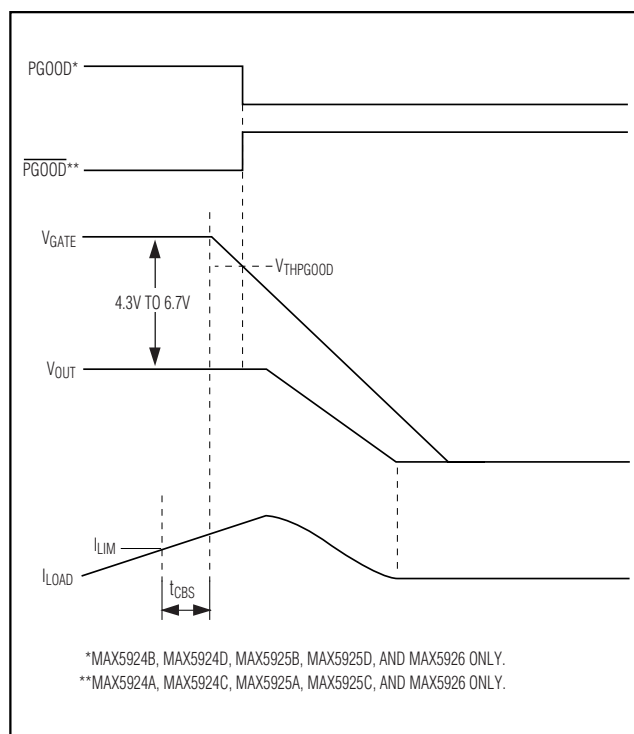 PGOOD*
PGOOD**
VGATE
VTHPGOOD
4.3V TO 6.7V
VOUT
ILIM
ILOAD
tCBS
*MAX5924B, MAX5924D, MAX5925B, MAX5925D, AND MAX5926 ONLY.
**MAX5924A, MAX5924C, MAX5925A, MAX5925C, AND MAX5926 ONLY.